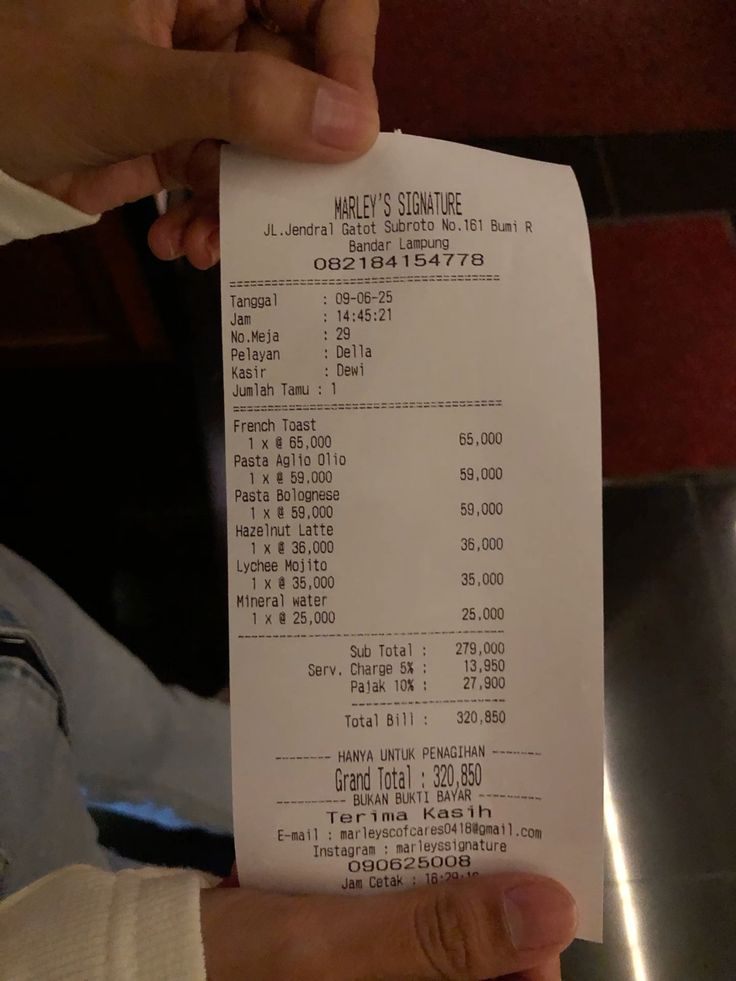 MARLEY'S SIGNATURE
JL.Jendral Gatot Subroto No.161 Bumi R
Bandar Lampung
082184154778
Tanggal : 09-06-25
Jam : 14:45:21
No.Meja : 29
Pelayan : Della
Kasir : Dewi
Jumlah Tamu : 1
French Toast
1 x @ 65,000 65,000
Pasta Aglio Olio
1 x @ 59,000 59,000
Pasta Bolognese
1 x @ 59,000 59,000
Hazelnut Latte
1 x @ 36,000 36,000
Lychee Mojito
1 x @ 35,000 35,000
Mineral water
1 x @ 25,000 25,000
Sub Total : 279,000
Serv. Charge 5% : 13,950
Pajak 10% : 27,900
Total Bill : 320,850
-------- HANYA UNTUK PENAGIHAN -------
Grand Total : 320,850
---------- BUKAN BUKTI BAYAR ---------
Terima Kasih
E-mail : marleyscofcares0418@gmail.com
Instagram : marleyssignature
090625008
Jam Cetak :